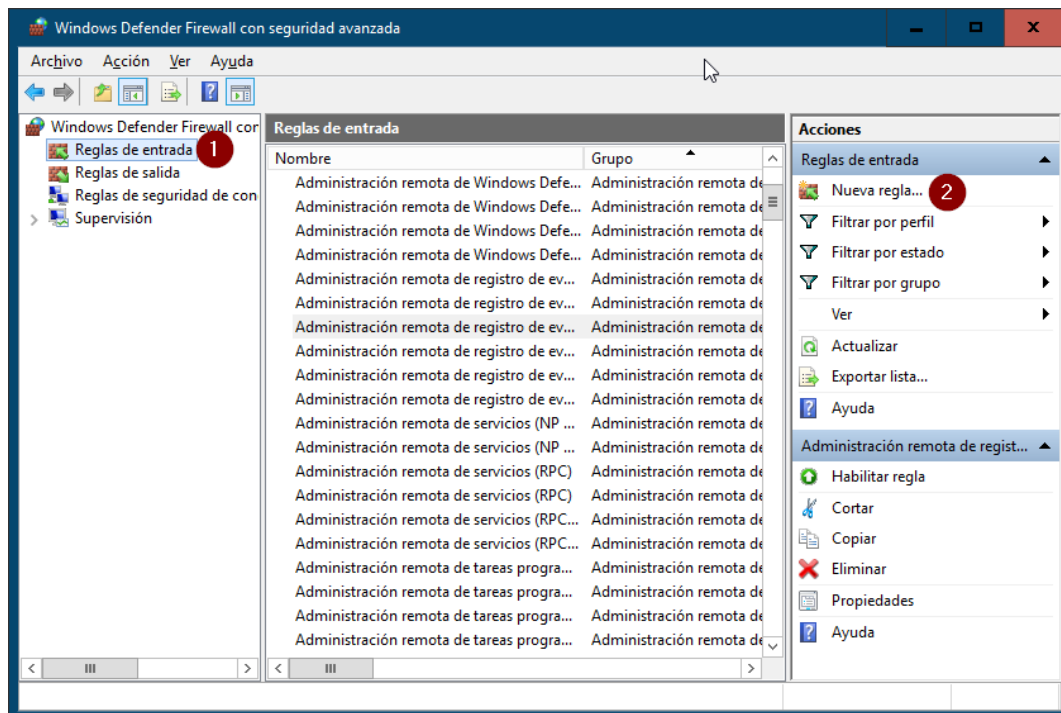 Windows Defender Firewall con seguridad avanzada
Archivo Acción Ver Ayuda
Windows Defender Firewall con
Reglas de entrada 1
Reglas de salida
Reglas de seguridad de con
Supervisión
Reglas de entrada
Nombre Grupo
Administración remota de Windows Defe... Administración remota de
Administración remota de Windows Defe... Administración remota de
Administración remota de Windows Defe... Administración remota de
Administración remota de Windows Defe... Administración remota de
Administración remota de registro de ev... Administración remota de
Administración remota de registro de ev... Administración remota de
Administración remota de registro de ev... Administración remota de
Administración remota de registro de ev... Administración remota de
Administración remota de registro de ev... Administración remota de
Administración remota de registro de ev... Administración remota de
Administración remota de servicios (NP ... Administración remota de
Administración remota de servicios (NP ... Administración remota de
Administración remota de servicios (RPC) Administración remota de
Administración remota de servicios (RPC) Administración remota de
Administración remota de servicios (RPC... Administración remota de
Administración remota de servicios (RPC... Administración remota de
Administración remota de tareas progra... Administración remota de
Administración remota de tareas progra... Administración remota de
Administración remota de tareas progra... Administración remota de
Administración remota de tareas progra... Administración remota de
Acciones
Reglas de entrada
Nueva regla... 2
Filtrar por perfil
Filtrar por estado
Filtrar por grupo
Ver
Actualizar
Exportar lista...
Ayuda
Administración remota de regist...
Habilitar regla
Cortar
Copiar
Eliminar
Propiedades
Ayuda